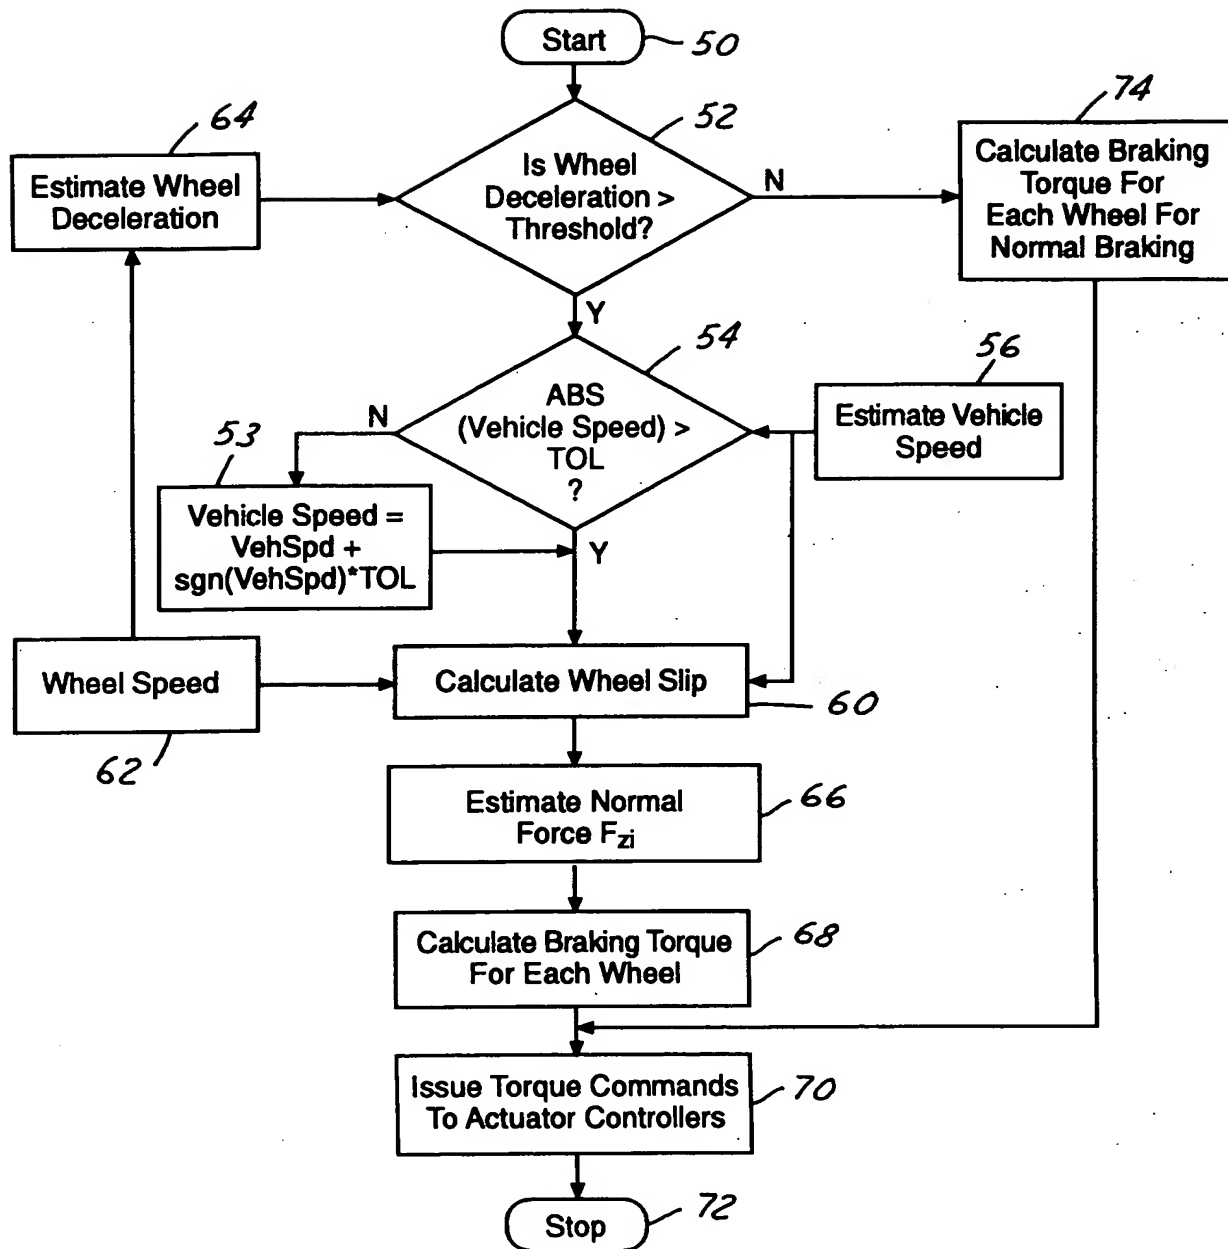 Start
50
64
52
74
Estimate Wheel
Deceleration
Is Wheel
Deceleration >
Threshold?
N
Calculate Braking
Torque For
Each Wheel For
Normal Braking
Y
54
56
53
N
ABS
(Vehicle Speed) >
TOL
?
Estimate Vehicle
Speed
Vehicle Speed =
VehSpd +
sgn(VehSpd)*TOL
Y
Wheel Speed
62
Calculate Wheel Slip
60
Estimate Normal
Force Fzi
66
Calculate Braking Torque
For Each Wheel
68
Issue Torque Commands
To Actuator Controllers
70
Stop
72